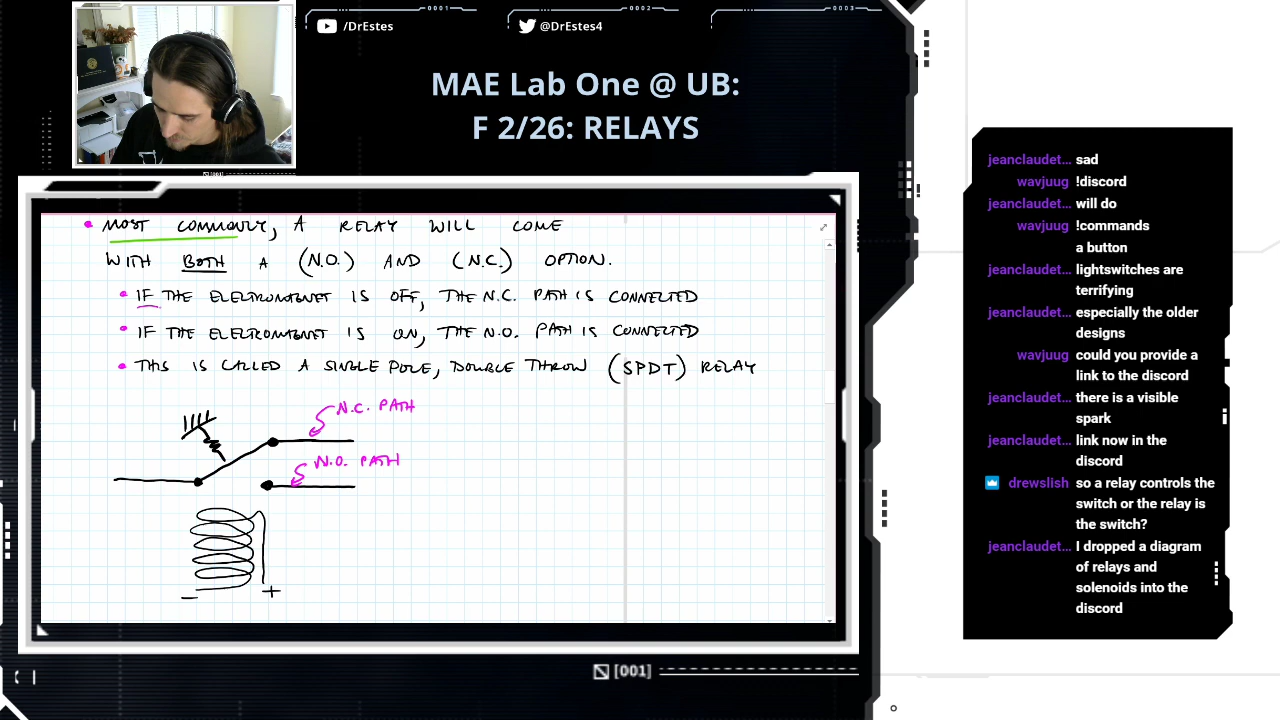 0001
0002
0003
/DrEstes
@DrEstes4
MAE Lab One @ UB:
F 2/26: RELAYS
[001]
• MOST COMMONLY, A RELAY WILL COME
WITH BOTH A (N.O.) AND (N.C.) OPTION.
• IF THE ELECTROMAGNET IS OFF, THE N.C. PATH IS CONNECTED
• IF THE ELECTROMAGNET IS ON, THE N.O. PATH IS CONNECTED
• THIS IS CALLED A SINGLE POLE, DOUBLE THROW (SPDT) RELAY
N.C. PATH
N.O. PATH
− +
[001]
jeanclaudet... sad
wavjuug !discord
jeanclaudet... will do
wavjuug !commands
a button
jeanclaudet... lightswitches are
terrifying
jeanclaudet... especially the older
designs
wavjuug could you provide a
link to the discord
jeanclaudet... there is a visible
spark
jeanclaudet... link now in the
discord
drewslish so a relay controls the
switch or the relay is
the switch?
jeanclaudet... I dropped a diagram
of relays and
solenoids into the
discord